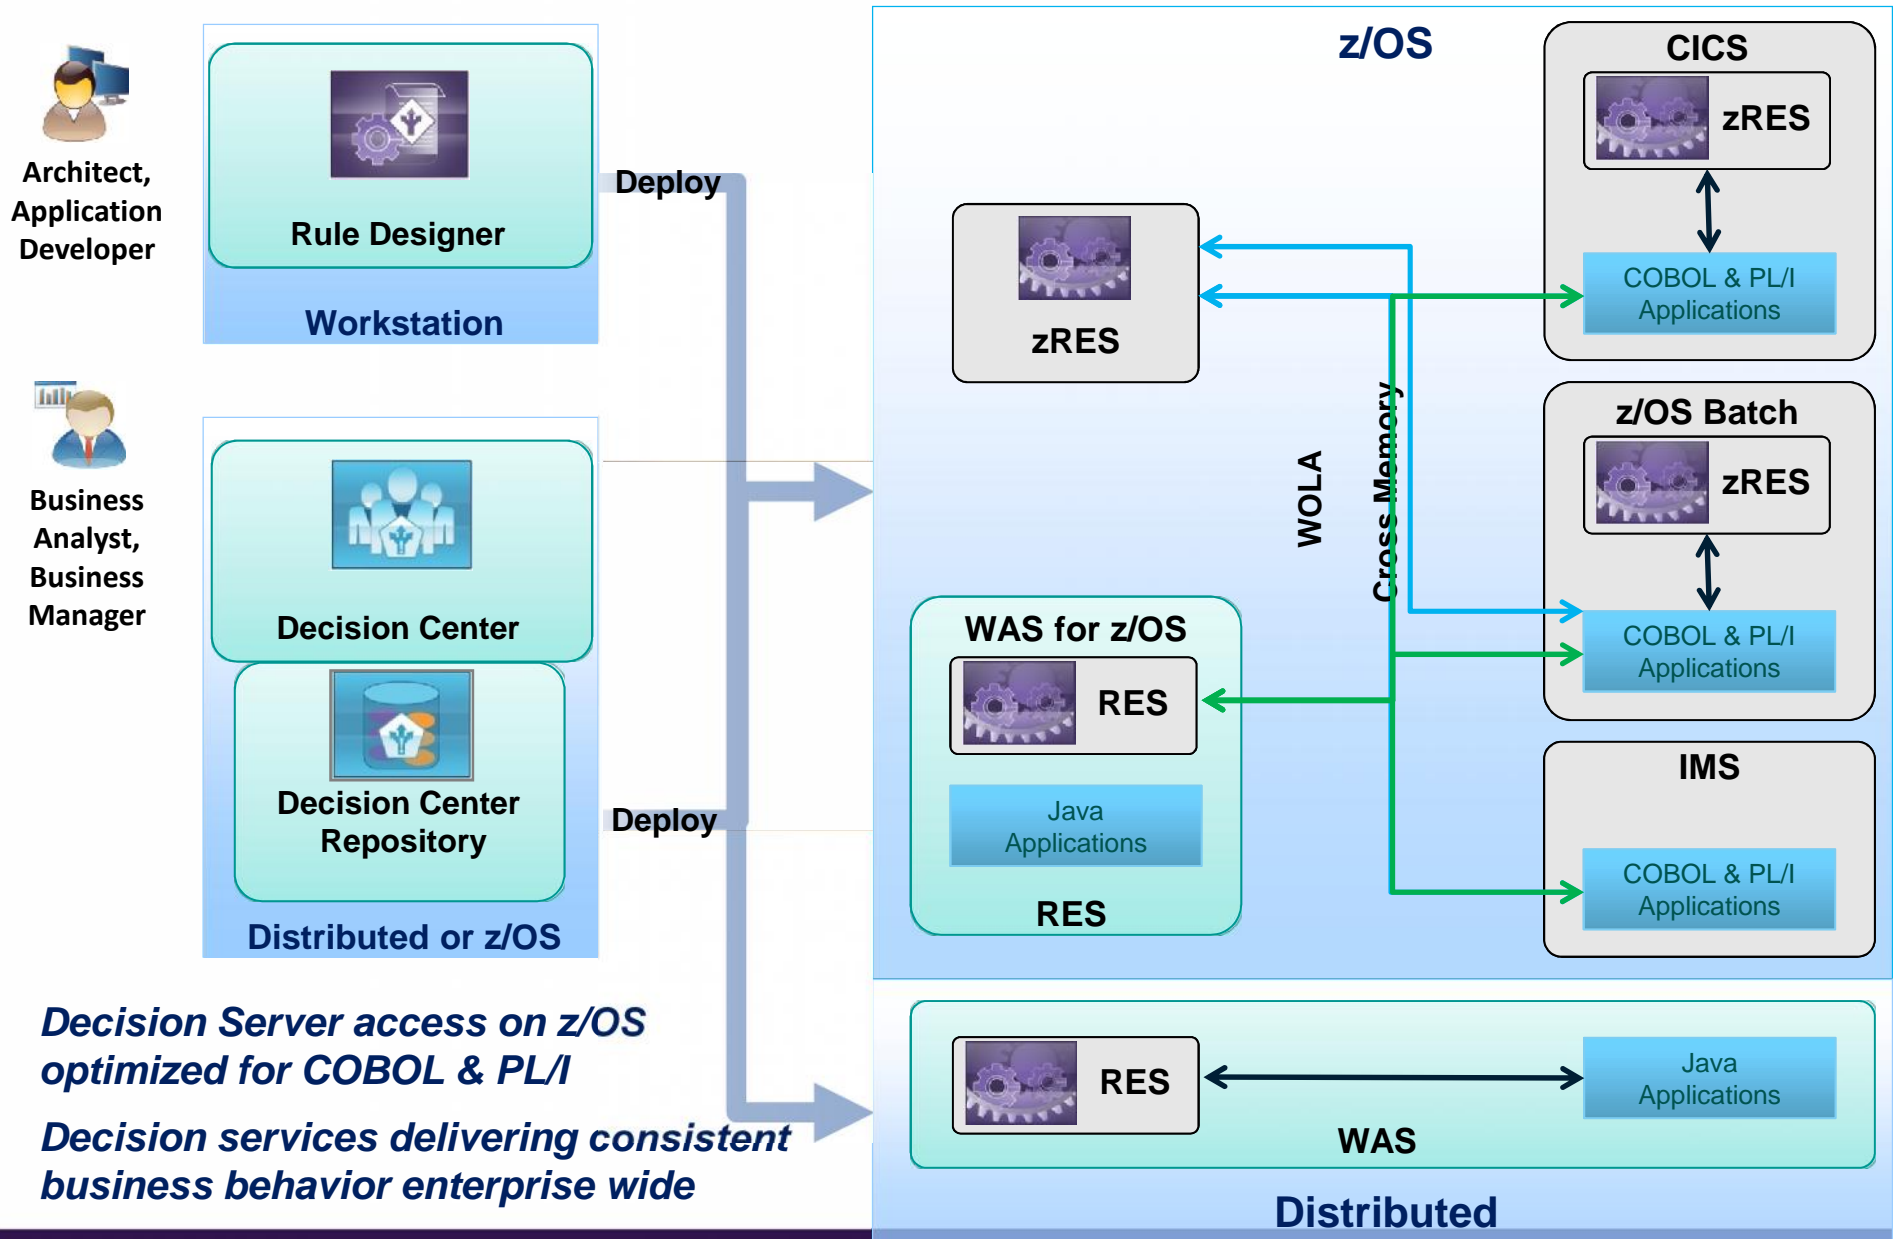 Architect,
Application
Developer
Rule Designer
Workstation
Deploy
Business
Analyst,
Business
Manager
Decision Center
Decision Center
Repository
Distributed or z/OS
Deploy
Decision Server access on z/OS
optimized for COBOL & PL/I
Decision services delivering consistent
business behavior enterprise wide
z/OS
zRES
WOLA
Cross Memory
CICS
zRES
COBOL & PL/I
Applications
z/OS Batch
zRES
COBOL & PL/I
Applications
IMS
COBOL & PL/I
Applications
WAS for z/OS
RES
Java
Applications
RES
RES
Java
Applications
WAS
Distributed